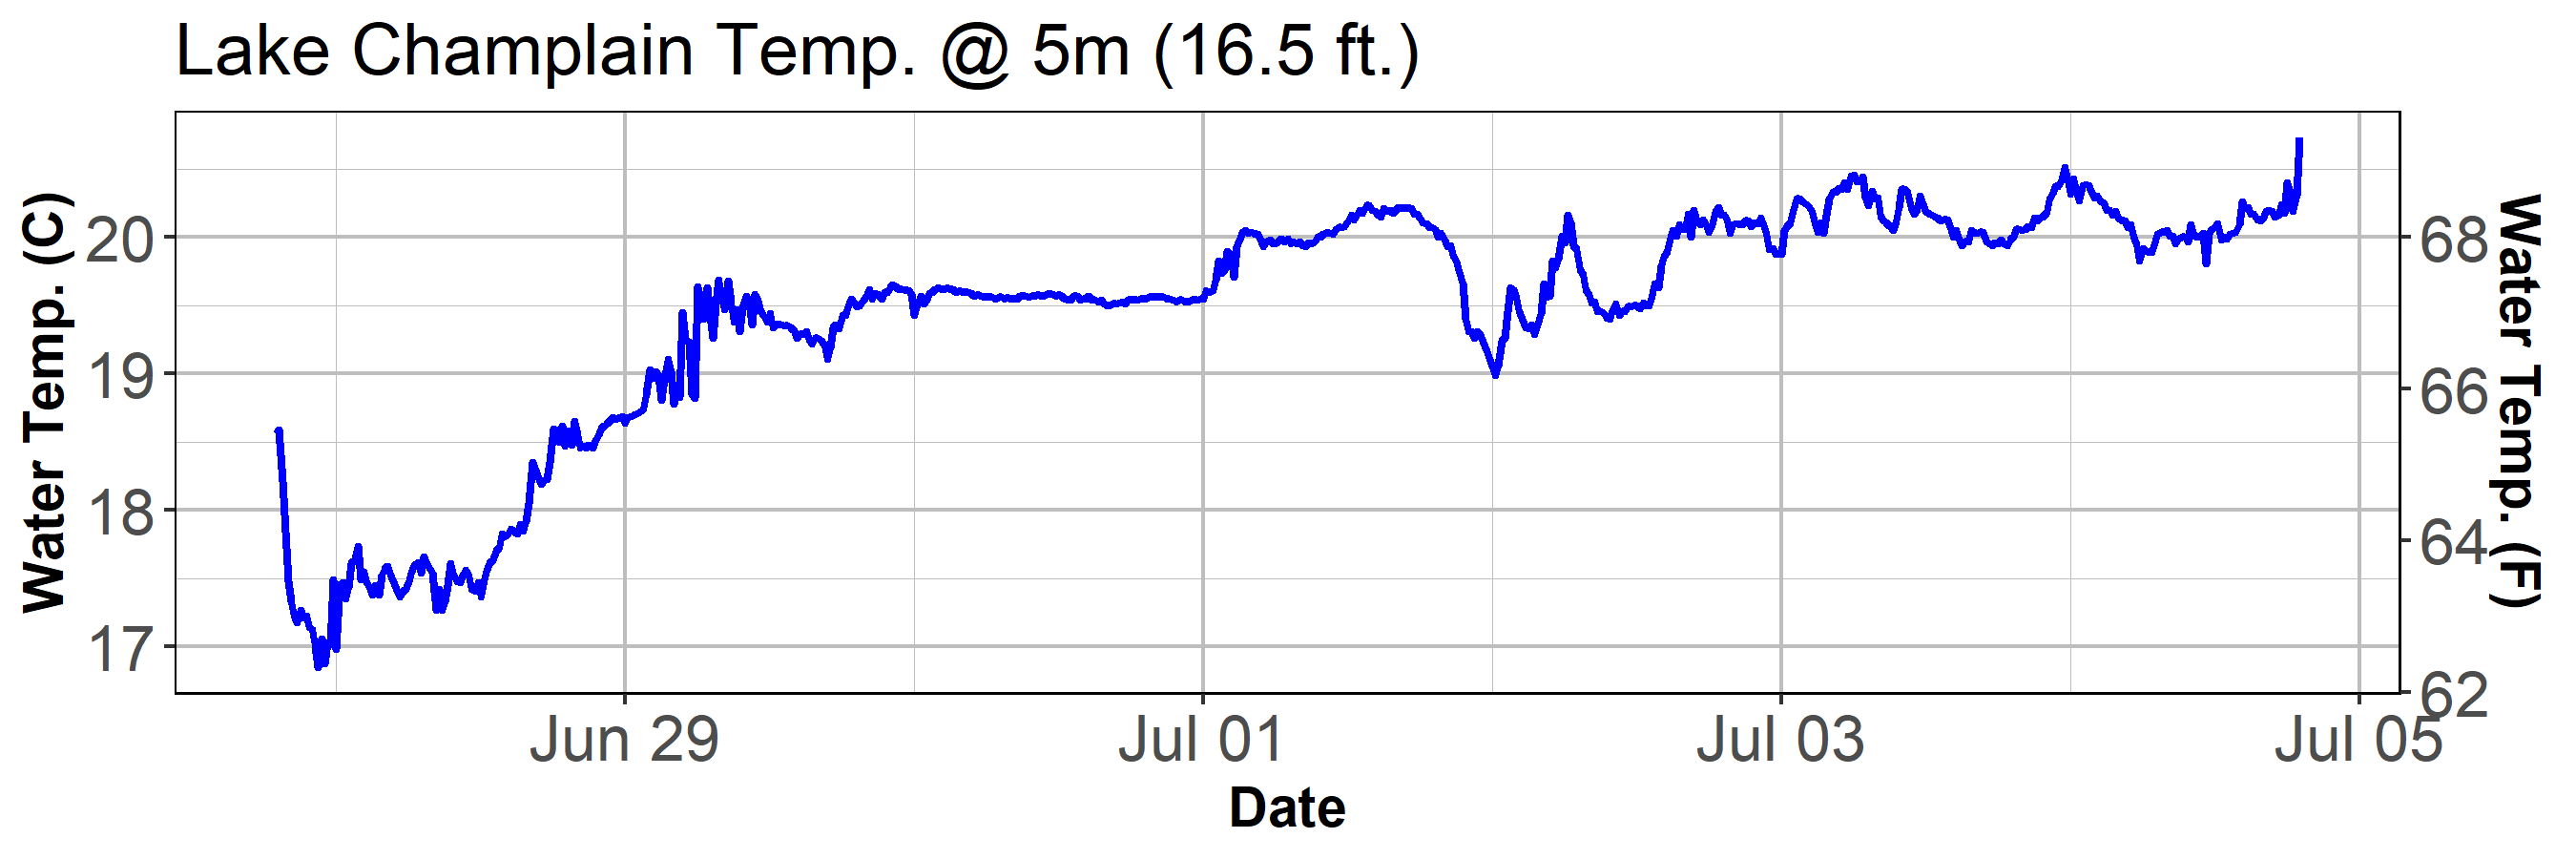 Lake Champlain Temp. @ 5m (16.5 ft.)
Water Temp. (C)
20
19
18
17
68
66
64
62
Water Temp. (F)
Jun 29
Jul 01
Jul 03
Jul 05
Date